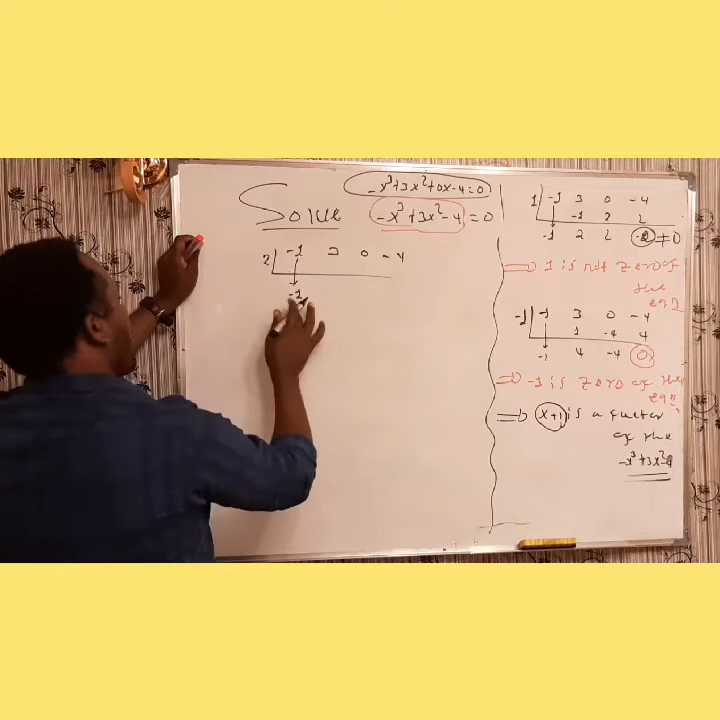 -x³+3x²+0x-4=0
Solve -x³+3x²-4=0
2 -1 3 0 -4
-1
1 -1 3 0 -4
-1 2 2
-1 2 2 -2 ≠0
⇒ 1 is not zero of
the
eqn
-1 -1 3 0 -4
1 -4 4
-1 4 -4 0
⇒ -1 is zero of the
eqn,
⇒ (x+1) is a factor
of the
-x³+3x²-4